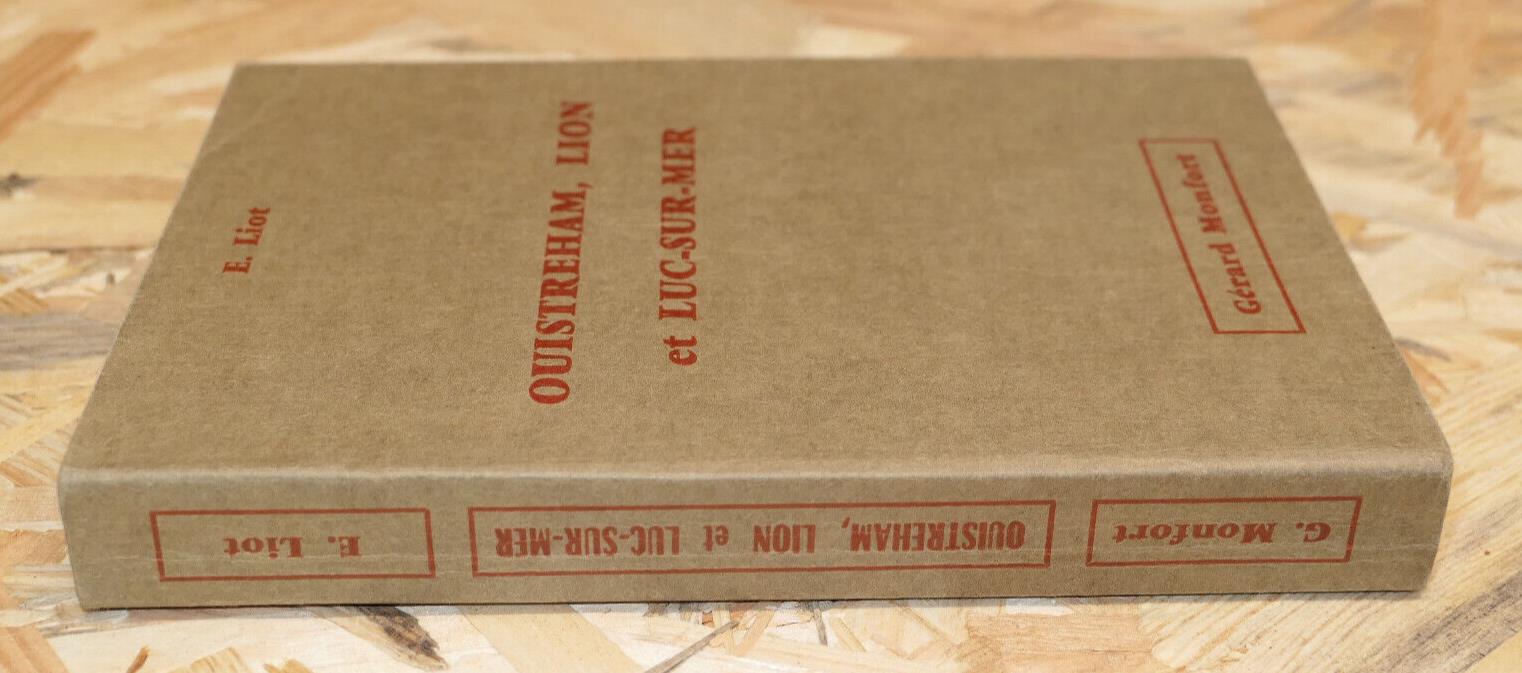 E. Liot
OUISTREHAM, LION
et LUC-SUR-MER
Gérard Monfort
E. Liot
OUISTREHAM, LION et LUC-SUR-MER
G. Monfort